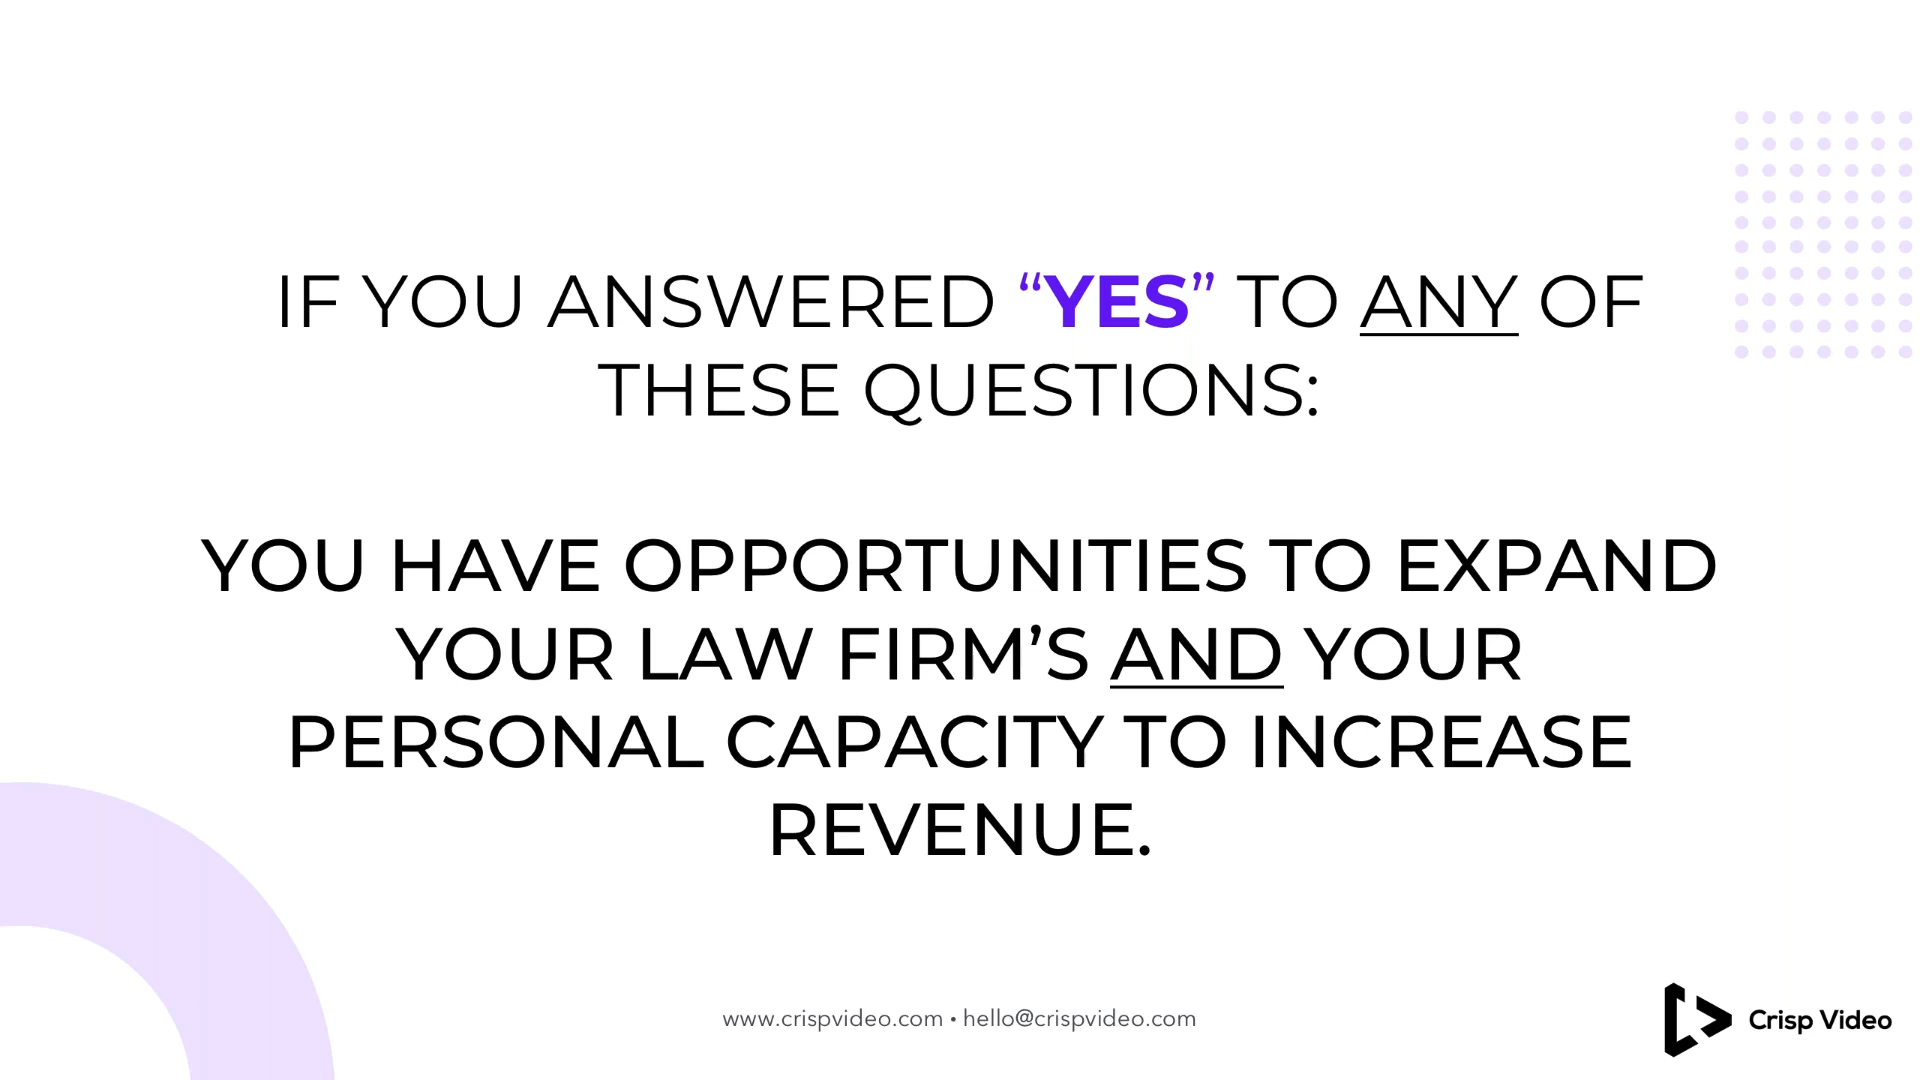 IF YOU ANSWERED “YES” TO ANY OF
THESE QUESTIONS:
YOU HAVE OPPORTUNITIES TO EXPAND
YOUR LAW FIRM’S AND YOUR
PERSONAL CAPACITY TO INCREASE
REVENUE.
www.crispvideo.com • hello@crispvideo.com
Crisp Video